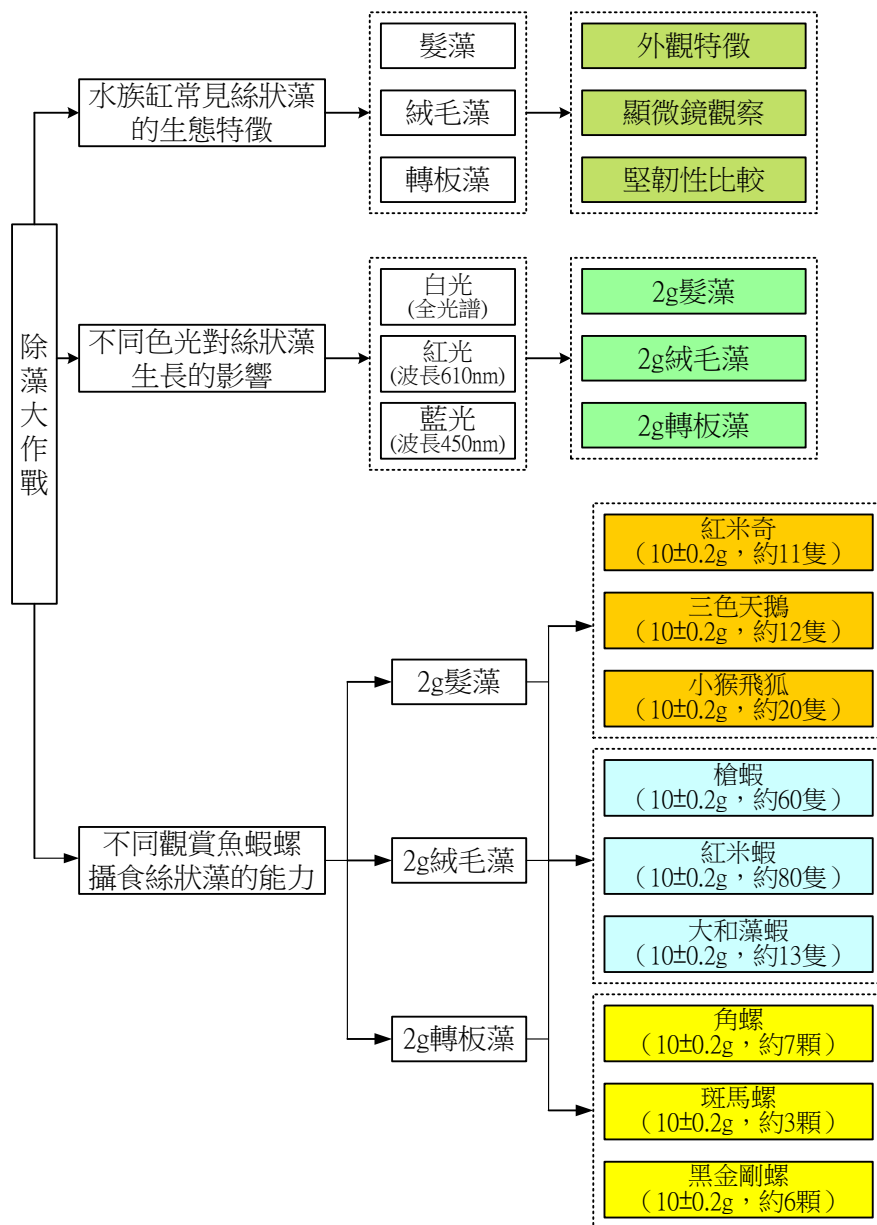 除藻大作戰
水族缸常見絲狀藻
的生態特徵
髮藻
絨毛藻
轉板藻
外觀特徵
顯微鏡觀察
堅韌性比較
不同色光對絲狀藻
生長的影響
白光
(全光譜)
紅光
(波長610nm)
藍光
(波長450nm)
2g髮藻
2g絨毛藻
2g轉板藻
不同觀賞魚蝦螺
攝食絲狀藻的能力
2g髮藻
2g絨毛藻
2g轉板藻
紅米奇
（10±0.2g，約11隻）
三色天鵝
（10±0.2g，約12隻）
小猴飛狐
（10±0.2g，約20隻）
槍蝦
（10±0.2g，約60隻）
紅米蝦
（10±0.2g，約80隻）
大和藻蝦
（10±0.2g，約13隻）
角螺
（10±0.2g，約7顆）
斑馬螺
（10±0.2g，約3顆）
黑金剛螺
（10±0.2g，約6顆）